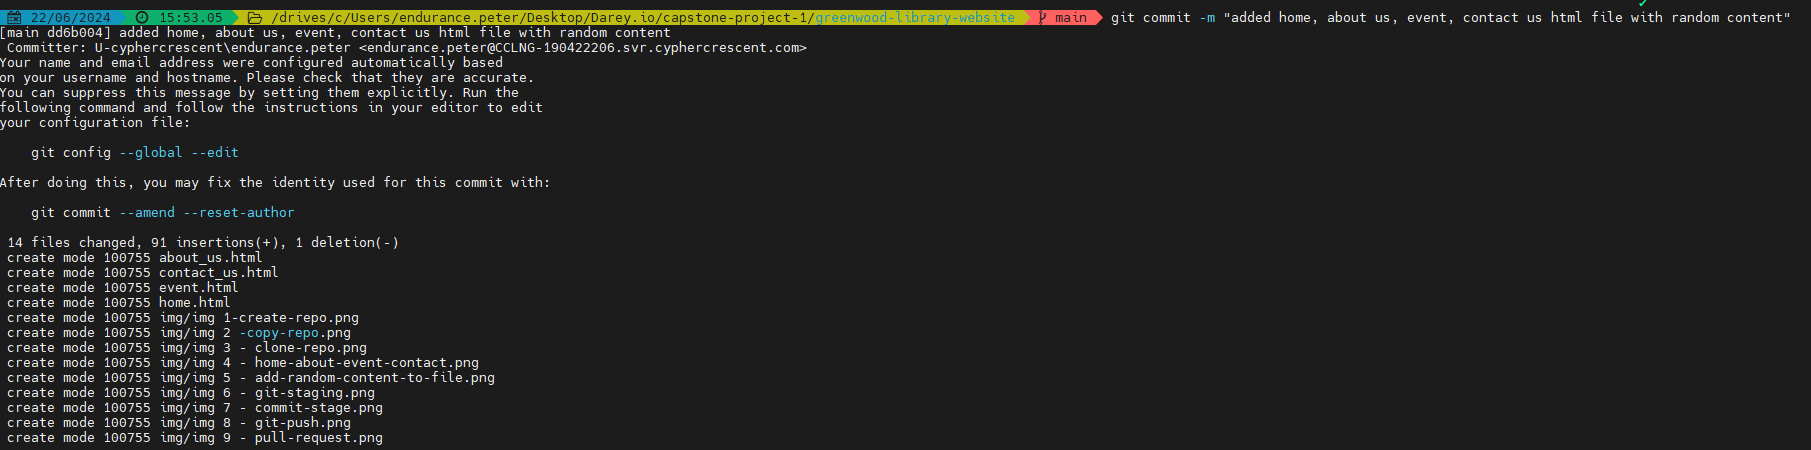 22/06/2024 15:53.05 /drives/c/Users/endurance.peter/Desktop/Darey.io/capstone-project-1/greenwood-library-website main git commit -m "added home, about us, event, contact us html file with random content"
[main dd6b004] added home, about us, event, contact us html file with random content
 Committer: U-cyphercrescent\endurance.peter <endurance.peter@CCLNG-190422206.svr.cyphercrescent.com>
Your name and email address were configured automatically based
on your username and hostname. Please check that they are accurate.
You can suppress this message by setting them explicitly. Run the
following command and follow the instructions in your editor to edit
your configuration file:
    git config --global --edit
After doing this, you may fix the identity used for this commit with:
    git commit --amend --reset-author
 14 files changed, 91 insertions(+), 1 deletion(-)
 create mode 100755 about_us.html
 create mode 100755 contact_us.html
 create mode 100755 event.html
 create mode 100755 home.html
 create mode 100755 img/img 1-create-repo.png
 create mode 100755 img/img 2 -copy-repo.png
 create mode 100755 img/img 3 - clone-repo.png
 create mode 100755 img/img 4 - home-about-event-contact.png
 create mode 100755 img/img 5 - add-random-content-to-file.png
 create mode 100755 img/img 6 - git-staging.png
 create mode 100755 img/img 7 - commit-stage.png
 create mode 100755 img/img 8 - git-push.png
 create mode 100755 img/img 9 - pull-request.png